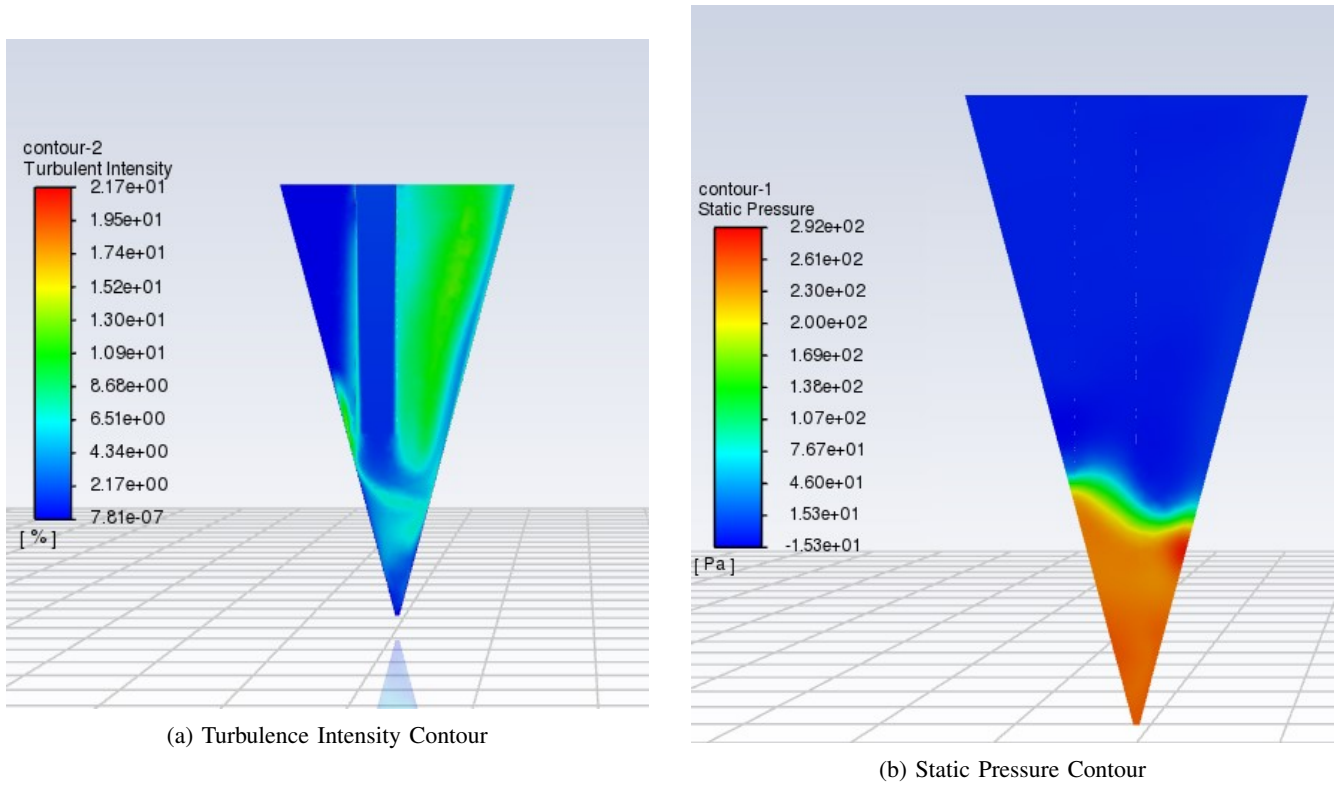 contour-2
Turbulent Intensity
2.17e+01
1.95e+01
1.74e+01
1.52e+01
1.30e+01
1.09e+01
8.68e+00
6.51e+00
4.34e+00
2.17e+00
7.81e-07
[ % ]
(a) Turbulence Intensity Contour
contour-1
Static Pressure
2.92e+02
2.61e+02
2.30e+02
2.00e+02
1.69e+02
1.38e+02
1.07e+02
7.67e+01
4.60e+01
1.53e+01
-1.53e+01
[ Pa ]
(b) Static Pressure Contour